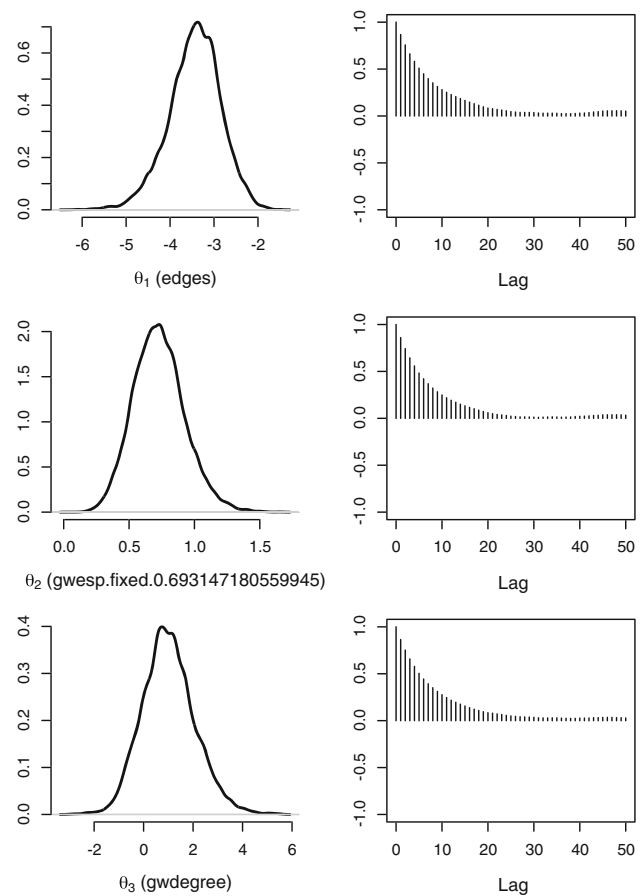 0.0 0.2 0.4 0.6
-6 -5 -4 -3 -2
θ1 (edges)
-1.0 -0.5 0.0 0.5 1.0
0 10 20 30 40 50
Lag
0.0 0.5 1.0 1.5 2.0
0.0 0.5 1.0 1.5
θ2 (gwesp.fixed.0.693147180559945)
-1.0 -0.5 0.0 0.5 1.0
0 10 20 30 40 50
Lag
0.0 0.1 0.2 0.3 0.4
-2 0 2 4 6
θ3 (gwdegree)
-1.0 -0.5 0.0 0.5 1.0
0 10 20 30 40 50
Lag